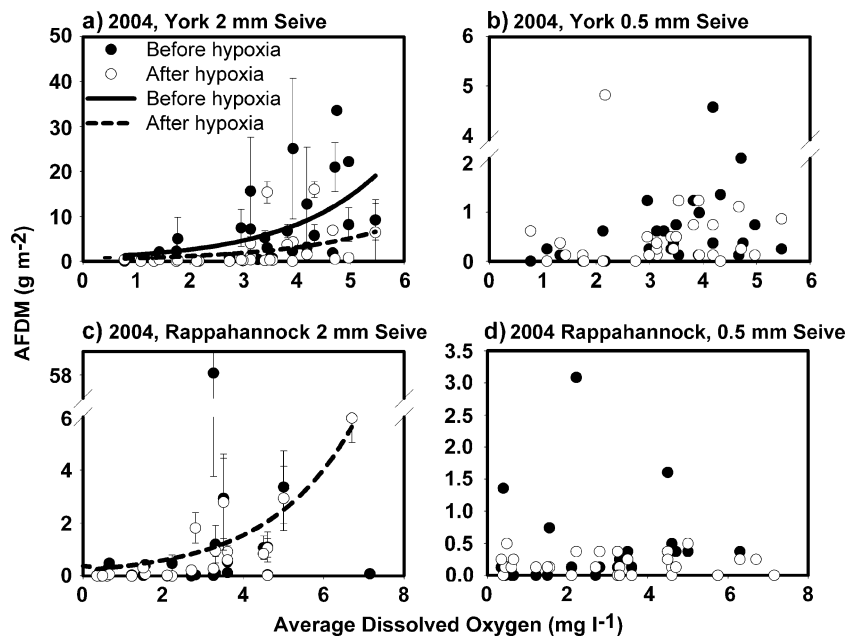 a) 2004, York 2 mm Seive
50
40
30
20
10
0
Before hypoxia
After hypoxia
Before hypoxia
After hypoxia
0 1 2 3 4 5 6
b) 2004, York 0.5 mm Seive
6
5
4
2
1
0
0 1 2 3 4 5 6
AFDM (g m-2)
c) 2004, Rappahannock 2 mm Seive
58
6
4
2
0
0 2 4 6 8
d) 2004 Rappahannock, 0.5 mm Seive
3.5
3.0
2.5
2.0
1.5
1.0
0.5
0.0
0 2 4 6 8
Average Dissolved Oxygen (mg l-1)